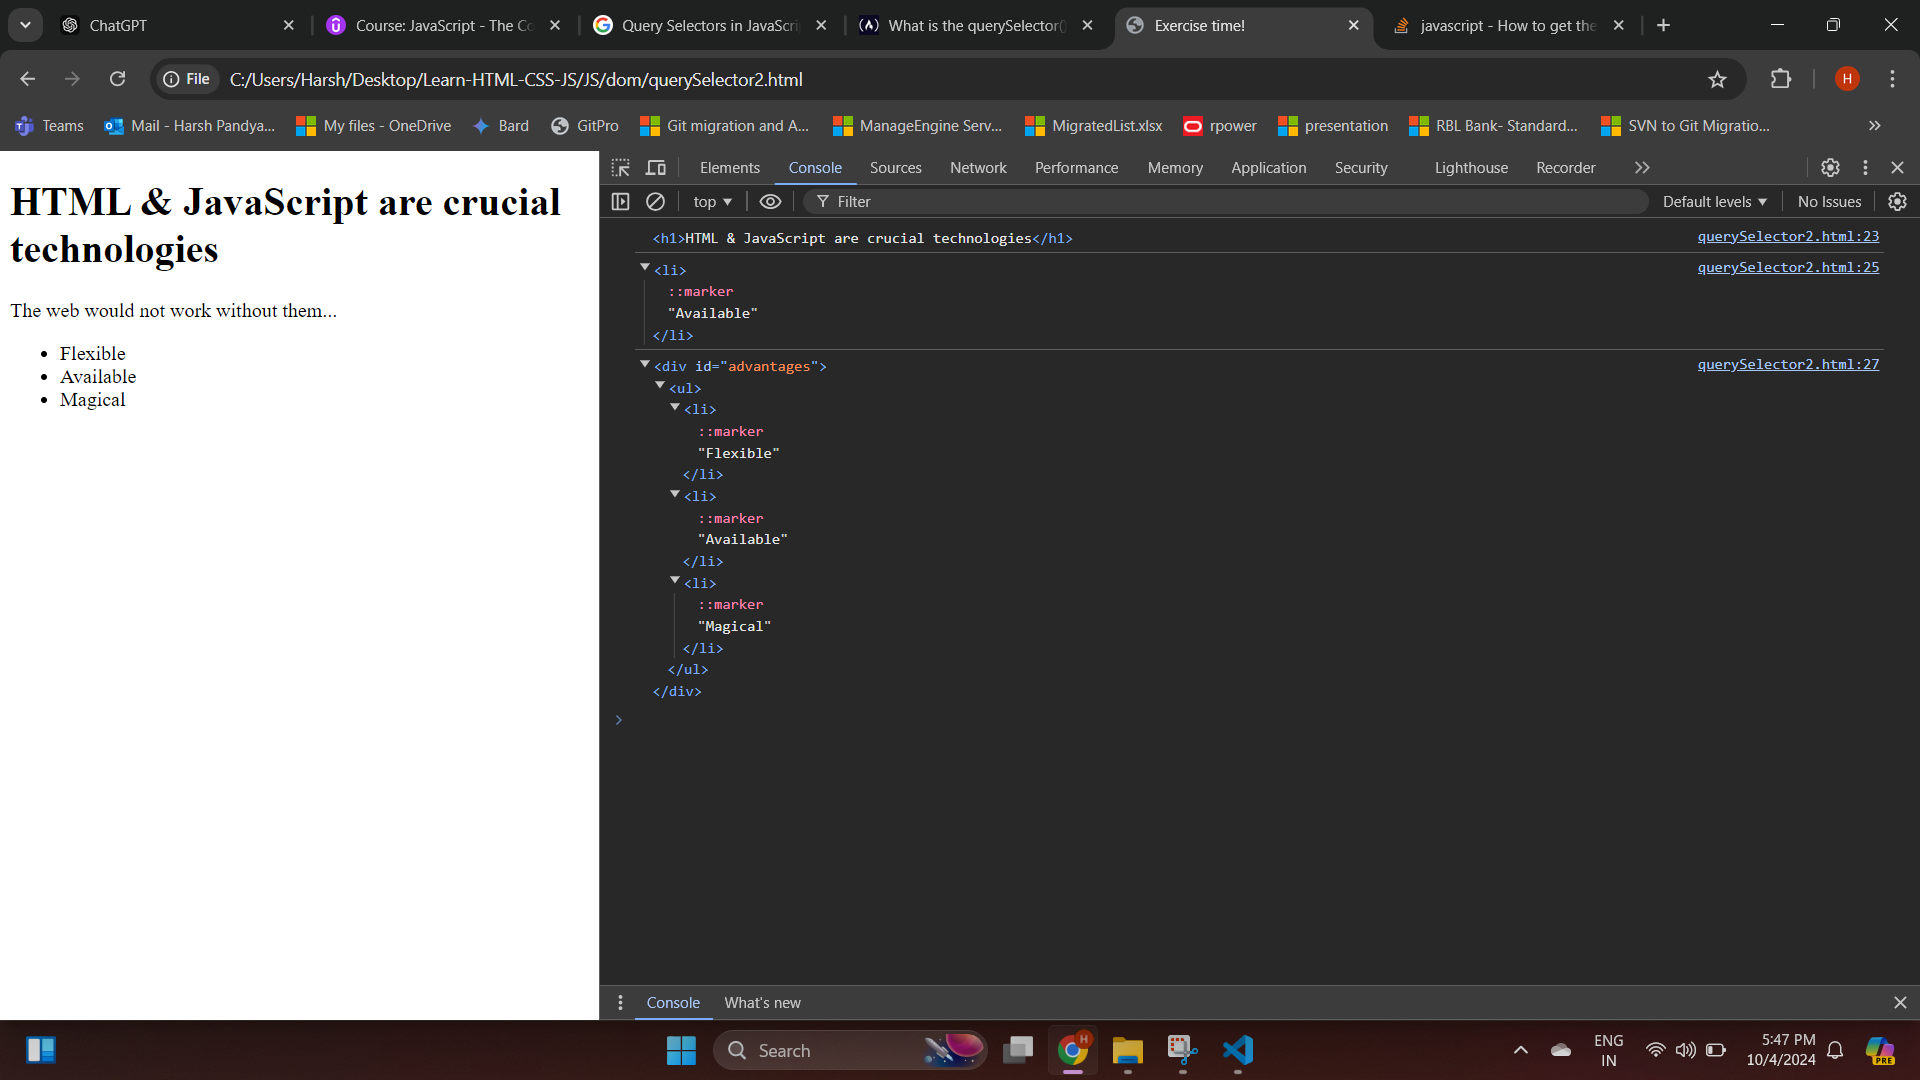 ChatGPT
Course: JavaScript - The Co
Query Selectors in JavaScri
What is the querySelector()
Exercise time!
javascript - How to get the
File C:/Users/Harsh/Desktop/Learn-HTML-CSS-JS/JS/dom/querySelector2.html H
Teams Mail - Harsh Pandya... My files - OneDrive Bard GitPro Git migration and A... ManageEngine Serv... MigratedList.xlsx rpower presentation RBL Bank- Standard... SVN to Git Migratio...
HTML & JavaScript are crucial
technologies
The web would not work without them...
• Flexible
• Available
• Magical
Elements Console Sources Network Performance Memory Application Security Lighthouse Recorder
top Filter Default levels No Issues
<h1>HTML & JavaScript are crucial technologies</h1> querySelector2.html:23
<li> querySelector2.html:25
::marker
"Available"
</li>
<div id="advantages"> querySelector2.html:27
<ul>
<li>
::marker
"Flexible"
</li>
<li>
::marker
"Available"
</li>
<li>
::marker
"Magical"
</li>
</ul>
</div>
Console What's new
Search
H
ENG
IN
5:47 PM
10/4/2024
PRE